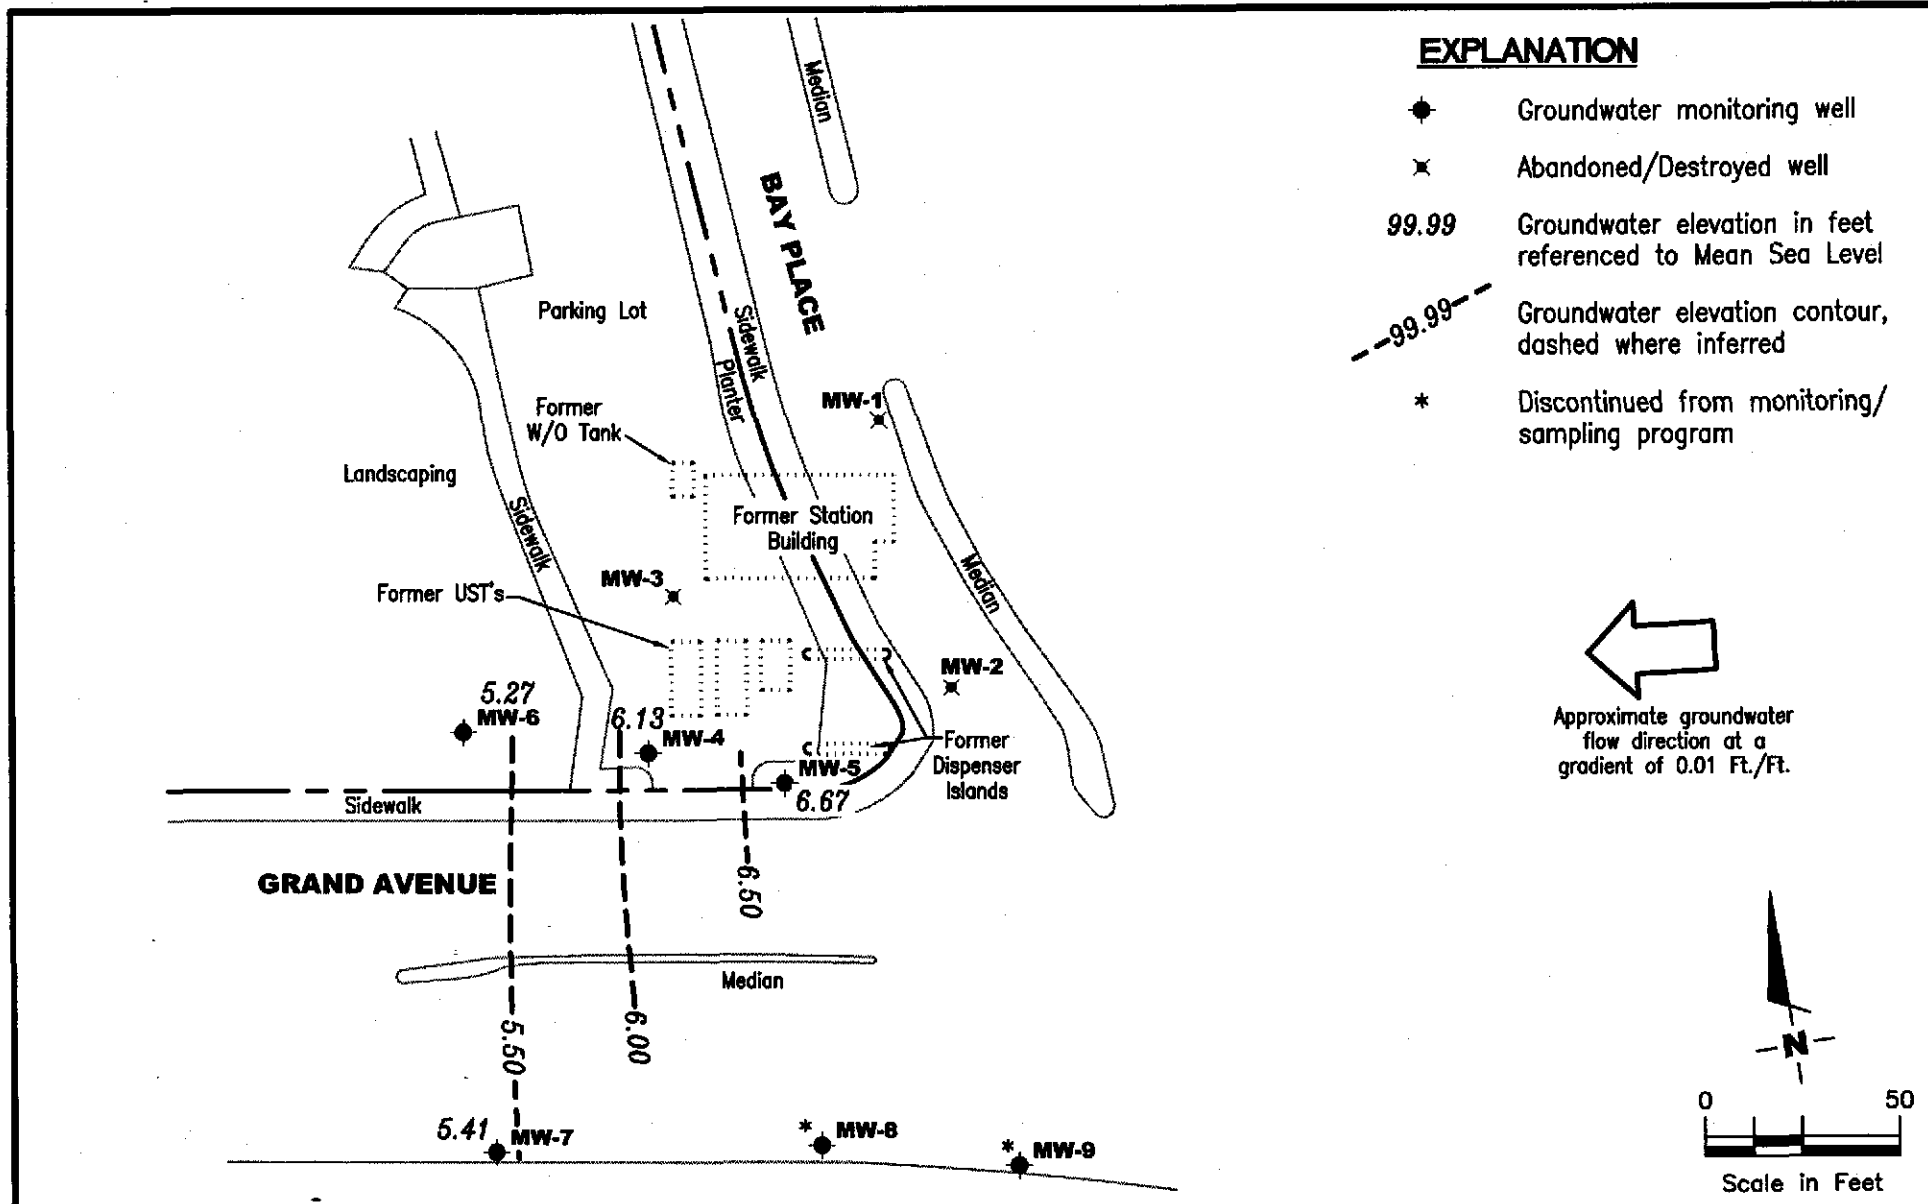 EXPLANATION
Groundwater monitoring well
Abandoned/Destroyed well
99.99
Groundwater elevation in feet
referenced to Mean Sea Level
99.99
Groundwater elevation contour,
dashed where inferred
*
Discontinued from monitoring/
sampling program
Median
BAY PLACE
Sidewalk
Planter
Parking Lot
MW-1
Former
W/O Tank
Landscaping
Sidewalk
Former Station
Building
Median
MW-3
Former UST's
MW-2
5.27
MW-6
6.13
MW-4
MW-5
6.67
Former
Dispenser
Islands
Sidewalk
GRAND AVENUE
6.50
Median
5.50
6.00
5.41
MW-7
* MW-8
* MW-9
Approximate groundwater
flow direction at a
gradient of 0.01 Ft./Ft.
N
0 50
Scale in Feet